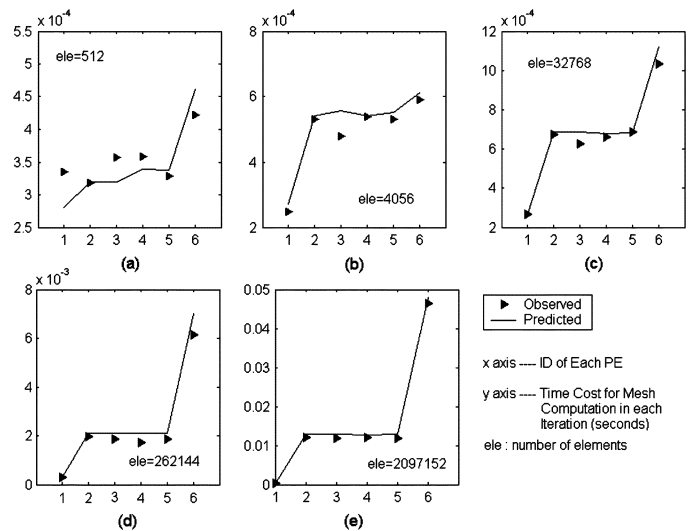 x 10⁻⁴
5.5
5
4.5
4
3.5
3
2.5
ele=512
1 2 3 4 5 6
(a)
x 10⁻⁴
8
6
4
2
ele=4056
1 2 3 4 5 6
(b)
x 10⁻⁴
12
10
8
6
4
2
ele=32768
1 2 3 4 5 6
(c)
x 10⁻³
8
6
4
2
0
ele=262144
1 2 3 4 5 6
(d)
0.05
0.04
0.03
0.02
0.01
0
ele=2097152
1 2 3 4 5 6
(e)
Observed
Predicted
x axis ---- ID of Each PE
y axis ---- Time Cost for Mesh
Computation in each
Iteration (seconds)
ele : number of elements